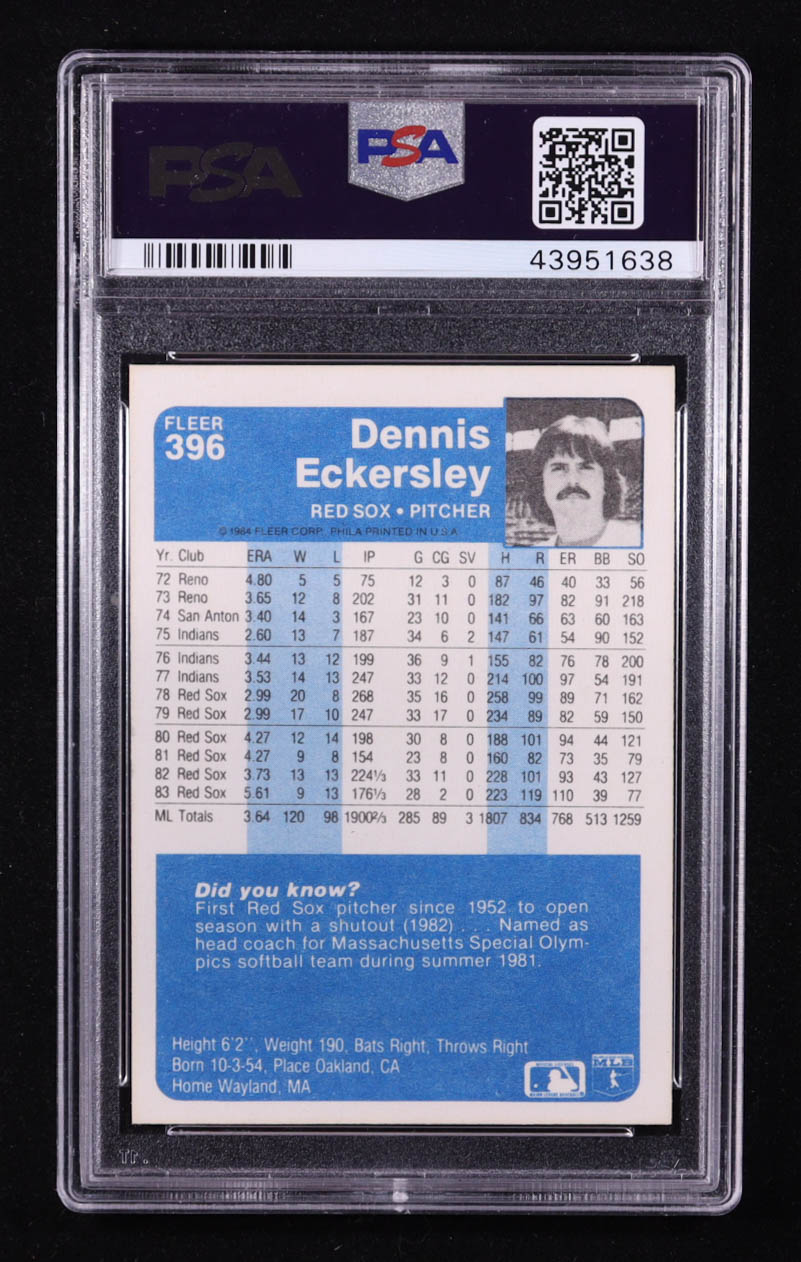 PSA
PSA
43951638
FLEER
396
Dennis
Eckersley
RED SOX • PITCHER
© 1984 FLEER CORP. PHILA PRINTED IN U.S.A.
Yr. Club ERA W L IP G CG SV H R ER BB SO
72 Reno 4.80 5 5 75 12 3 0 87 46 40 33 56
73 Reno 3.65 12 8 202 31 11 0 182 97 82 91 218
74 San Anton 3.40 14 3 167 23 10 0 141 66 63 60 163
75 Indians 2.60 13 7 187 34 6 2 147 61 54 90 152
76 Indians 3.44 13 12 199 36 9 1 155 82 76 78 200
77 Indians 3.53 14 13 247 33 12 0 214 100 97 54 191
78 Red Sox 2.99 20 8 268 35 16 0 258 99 89 71 162
79 Red Sox 2.99 17 10 247 33 17 0 234 89 82 59 150
80 Red Sox 4.27 12 14 198 30 8 0 188 101 94 44 121
81 Red Sox 4.27 9 8 154 23 8 0 160 82 73 35 79
82 Red Sox 3.73 13 13 224⅓ 33 11 0 228 101 93 43 127
83 Red Sox 5.61 9 13 176⅓ 28 2 0 223 119 110 39 77
ML Totals 3.64 120 98 1900⅔ 285 89 3 1807 834 768 513 1259
Did you know?
First Red Sox pitcher since 1952 to open
season with a shutout (1982) . . . Named as
head coach for Massachusetts Special Olym-
pics softball team during summer 1981.
Height 6'2'', Weight 190, Bats Right, Throws Right
Born 10-3-54, Place Oakland, CA
Home Wayland, MA